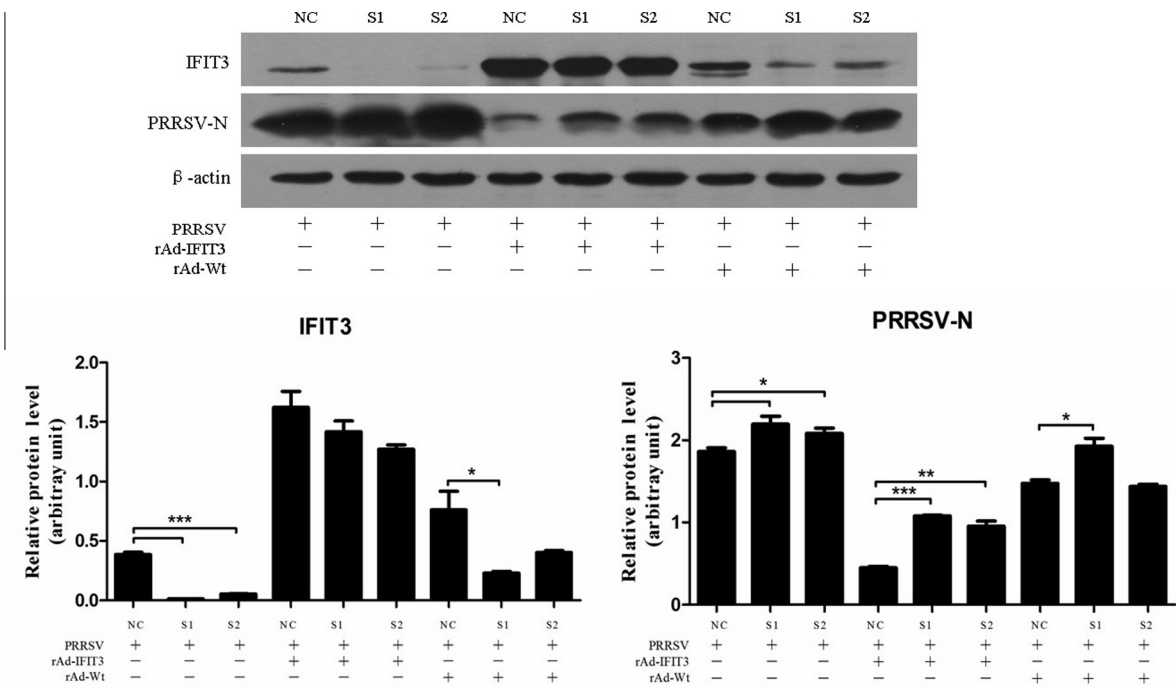 NC S1 S2 NC S1 S2 NC S1 S2
IFIT3
PRRSV-N
β-actin
PRRSV + + + + + + + + +
rAd-IFIT3 − − − + + + − − −
rAd-Wt − − − − − − + + +
IFIT3
Relative protein level
(arbitray unit)
2.0
1.5
1.0
0.5
0.0
***
*
NC S1 S2 NC S1 S2 NC S1 S2
PRRSV + + + + + + + + +
rAd-IFIT3 − − − + + + − − −
rAd-Wt − − − − − − + + +
PRRSV-N
Relative protein level
(arbitray unit)
3
2
1
0
*
***
**
*
NC S1 S2 NC S1 S2 NC S1 S2
PRRSV + + + + + + + + +
rAd-IFIT3 − − − + + + − − −
rAd-Wt − − − − − − + + +